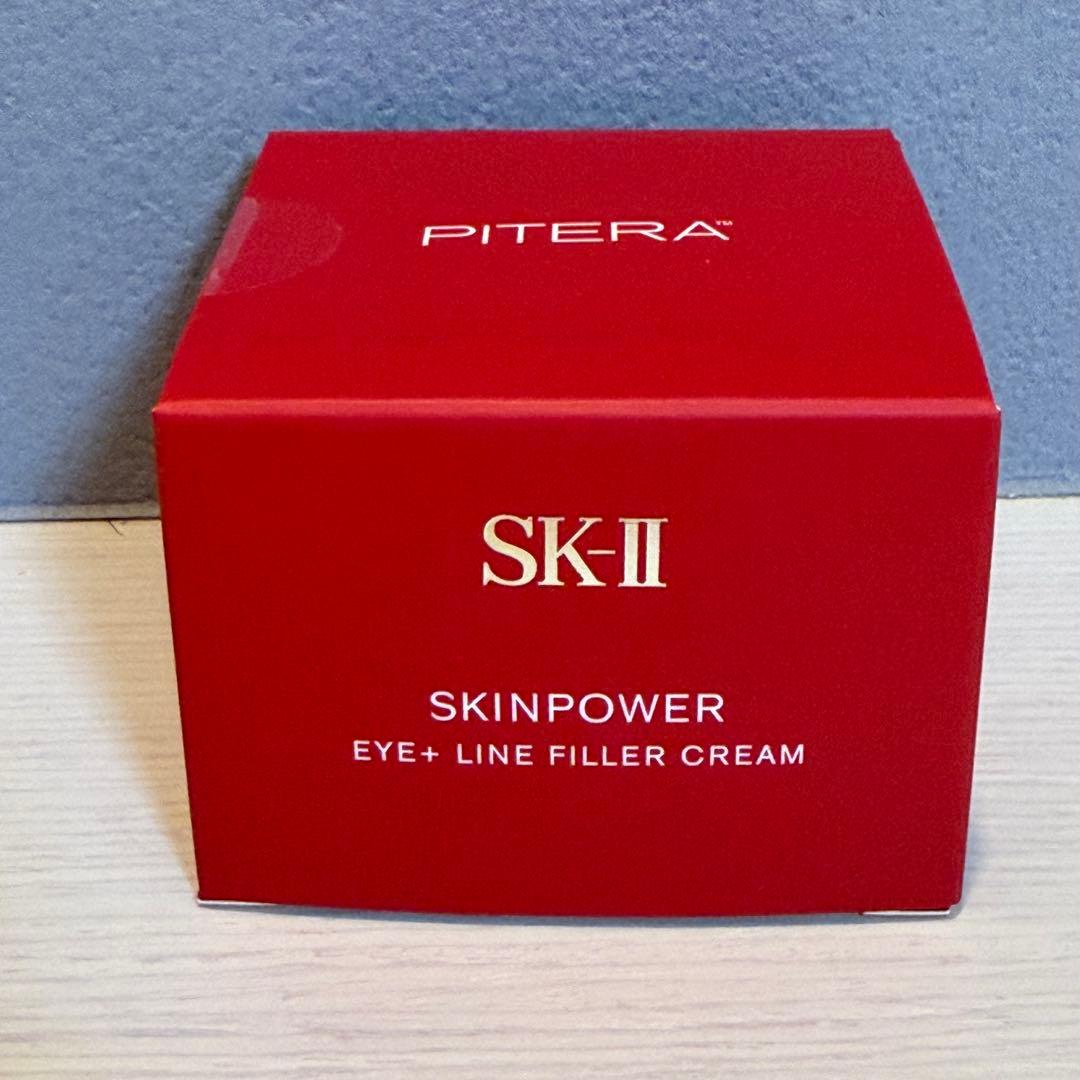 PITERA™
SK-II
SKINPOWER
EYE+ LINE FILLER CREAM